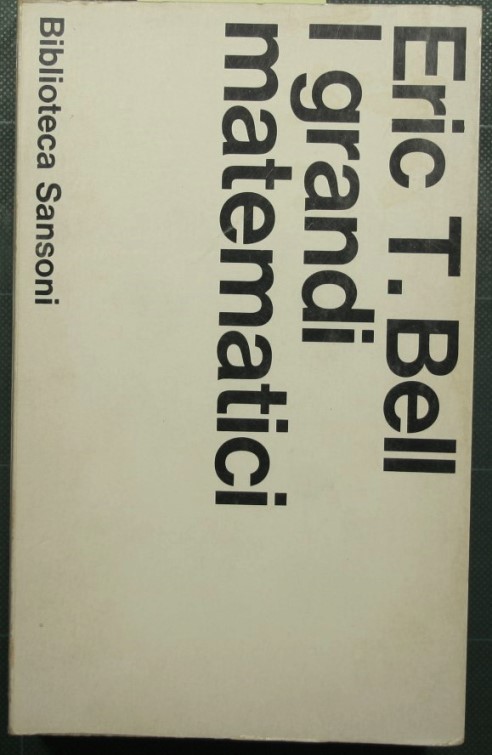 Eric T. Bell
I grandi
matematici
Biblioteca Sansoni